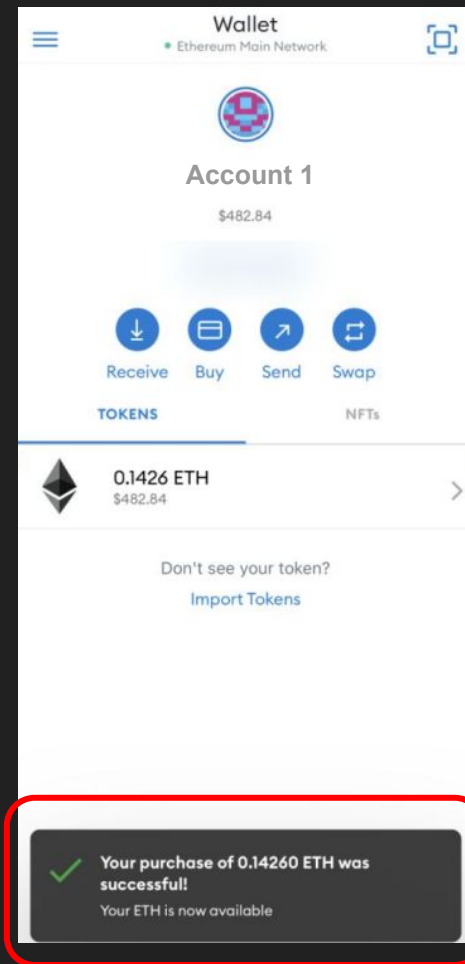 Wallet
Ethereum Main Network
Account 1
$482.84
Receive Buy Send Swap
TOKENS NFTs
0.1426 ETH
$482.84
Don't see your token?
Import Tokens
Your purchase of 0.14260 ETH was
successful!
Your ETH is now available